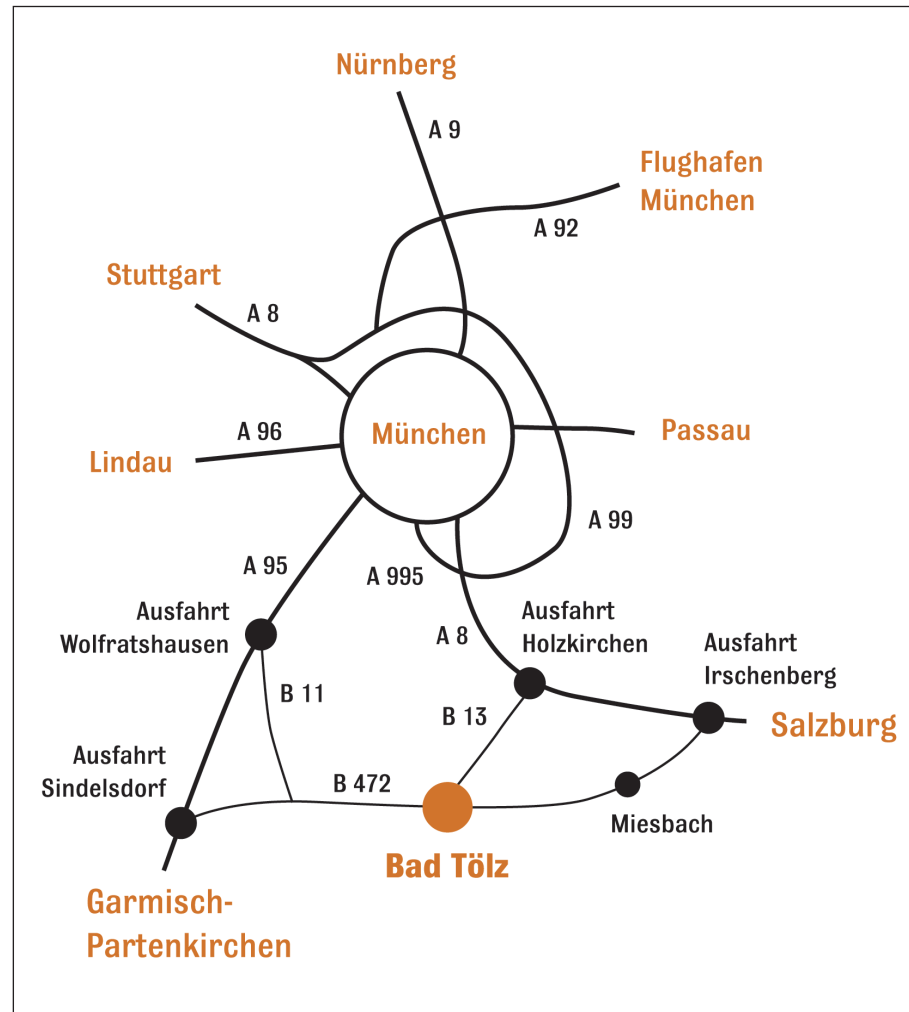 Nürnberg
A 9
Flughafen
München
A 92
Stuttgart
A 8
A 96
München
Passau
Lindau
A 99
A 95
A 995
Ausfahrt
Wolfratshausen
A 8
Ausfahrt
Holzkirchen
Ausfahrt
Irschenberg
B 11
B 13
Salzburg
Ausfahrt
Sindelsdorf
B 472
Miesbach
Bad Tölz
Garmisch-
Partenkirchen